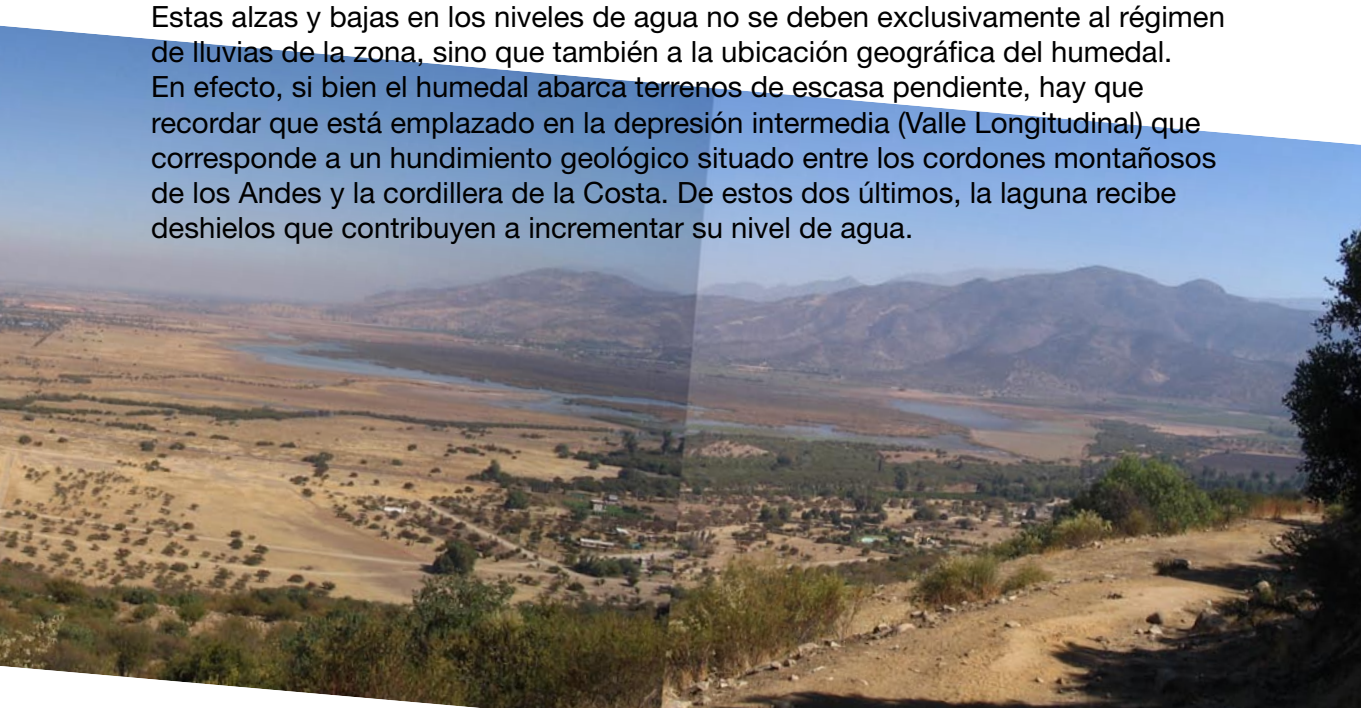 Estas alzas y bajas en los niveles de agua no se deben exclusivamente al régimen
de lluvias de la zona, sino que también a la ubicación geográfica del humedal.
En efecto, si bien el humedal abarca terrenos de escasa pendiente, hay que
recordar que está emplazado en la depresión intermedia (Valle Longitudinal) que
corresponde a un hundimiento geológico situado entre los cordones montañosos
de los Andes y la cordillera de la Costa. De estos dos últimos, la laguna recibe
deshielos que contribuyen a incrementar su nivel de agua.